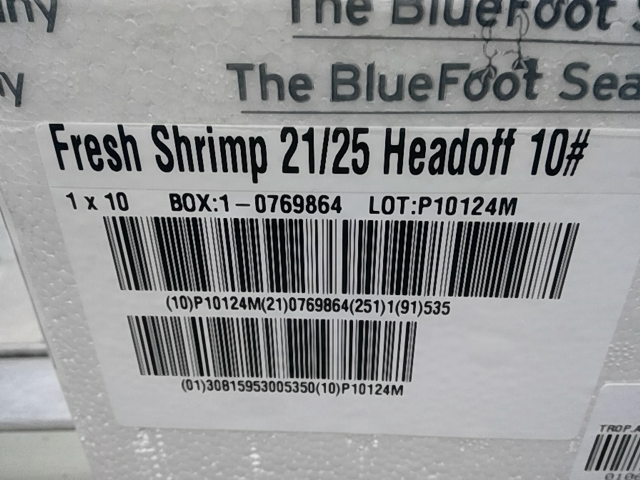 The BlueFoot
The BlueFoot Sea
Fresh Shrimp 21/25 Headoff 10#
1 x 10 BOX:1-0769864 LOT:P10124M
(10)P10124M(21)0769864(251)1(91)535
(01)30815953005350(10)P10124M
TROP.A